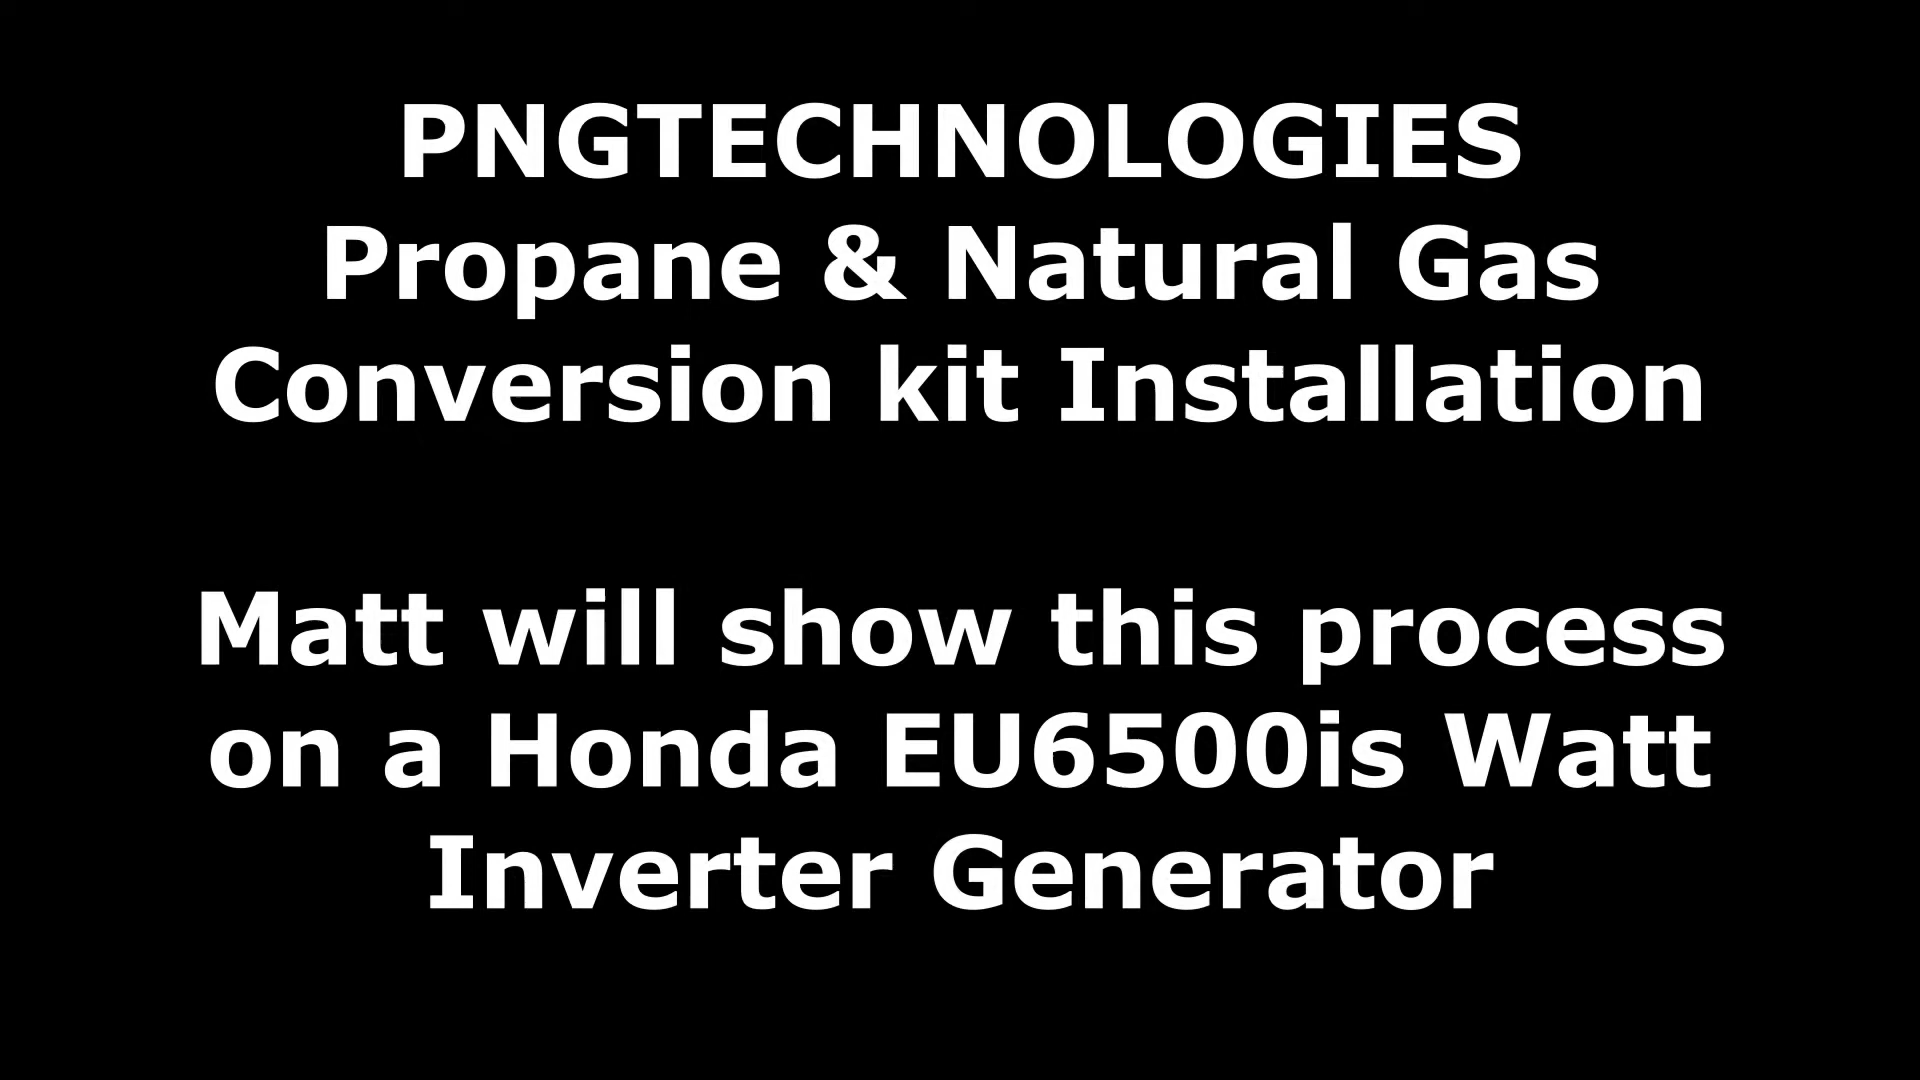 PNGTECHNOLOGIES
Propane & Natural Gas
Conversion kit Installation
Matt will show this process
on a Honda EU6500is Watt
Inverter Generator